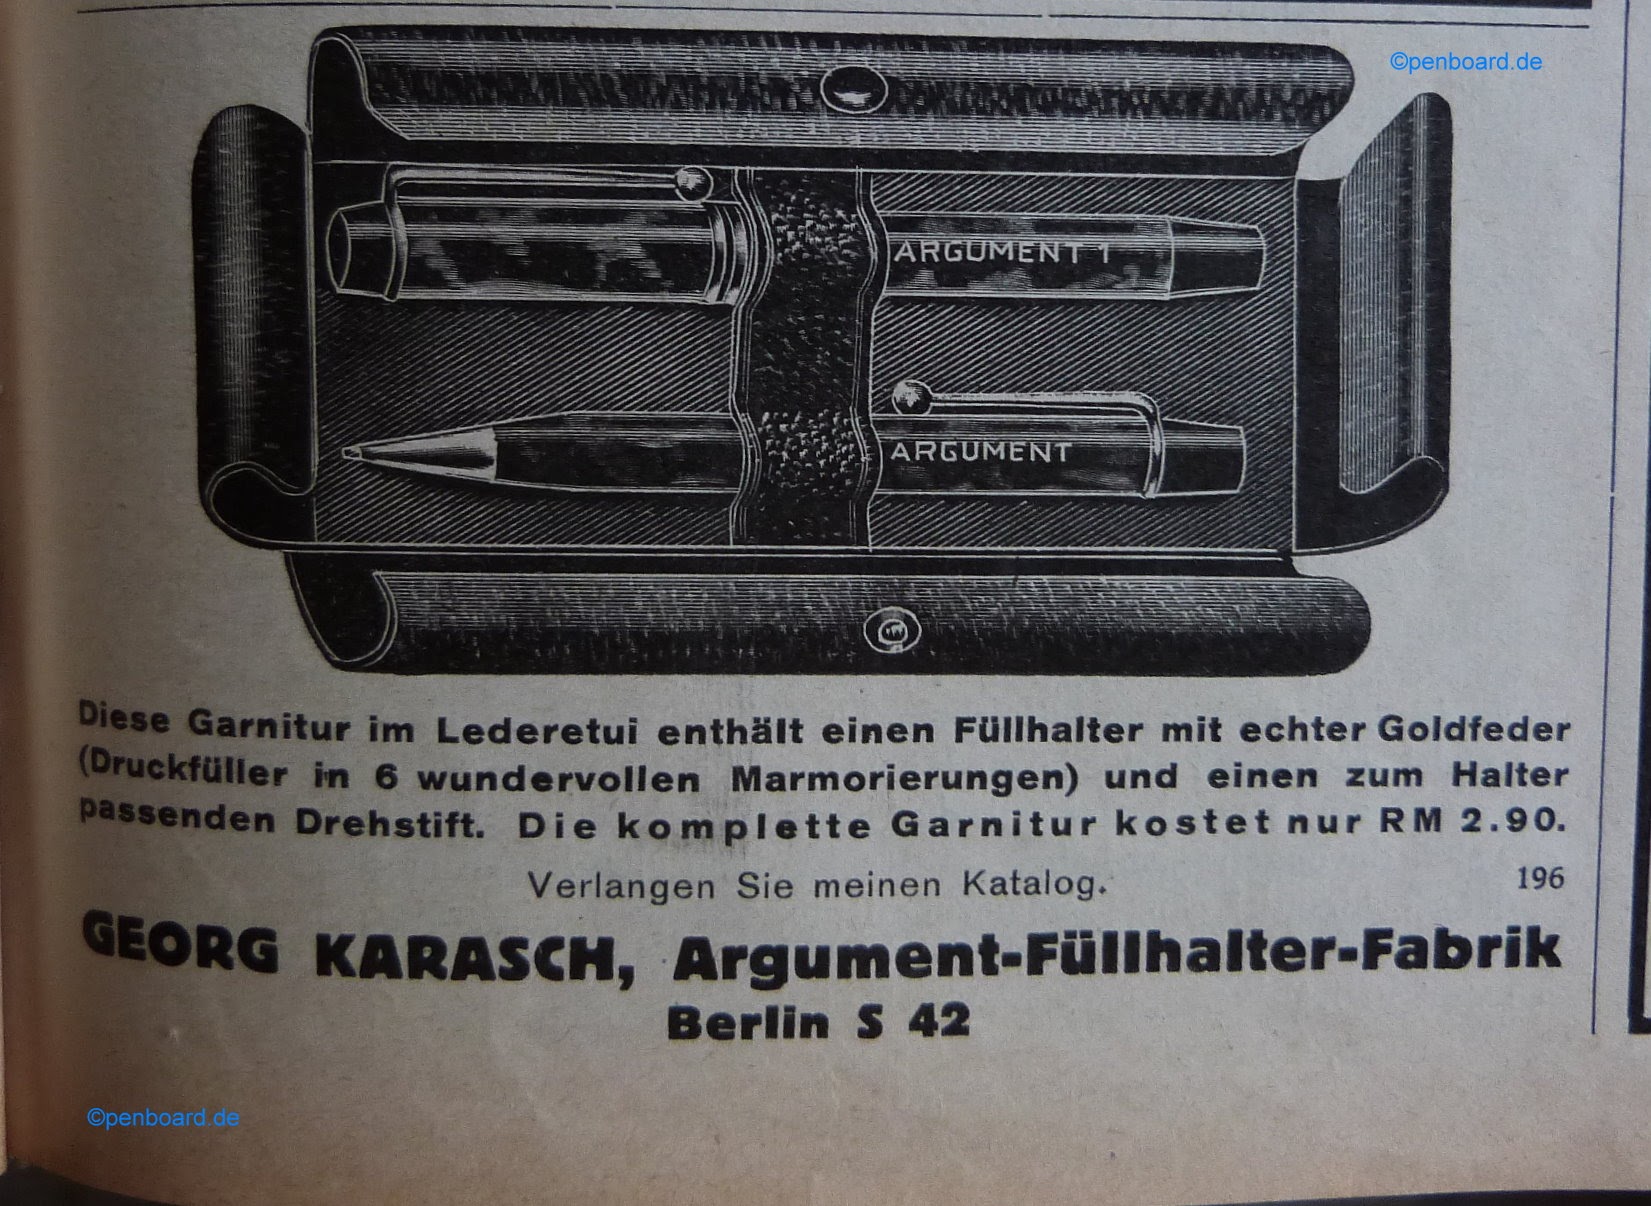 ©penboard.de
ARGUMENT 1
ARGUMENT
Diese Garnitur im Lederetui enthält einen Füllhalter mit echter Goldfeder
(Druckfüller in 6 wundervollen Marmorierungen) und einen zum Halter
passenden Drehstift. Die komplette Garnitur kostet nur RM 2.90.
Verlangen Sie meinen Katalog. 196
GEORG KARASCH, Argument-Füllhalter-Fabrik
Berlin S 42
©penboard.de